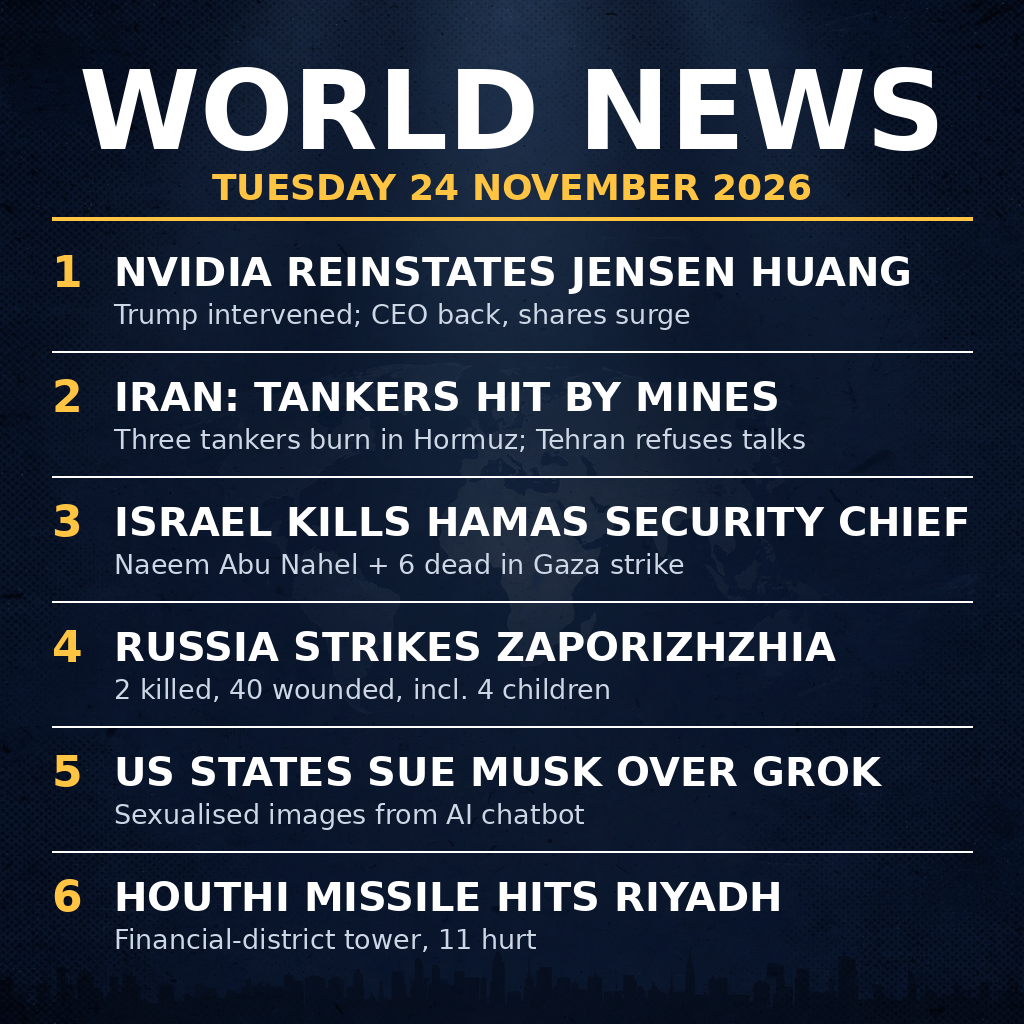 WORLD NEWS
TUESDAY 24 NOVEMBER 2026
1 NVIDIA REINSTATES JENSEN HUANG
Trump intervened; CEO back, shares surge
2 IRAN: TANKERS HIT BY MINES
Three tankers burn in Hormuz; Tehran refuses talks
3 ISRAEL KILLS HAMAS SECURITY CHIEF
Naeem Abu Nahel + 6 dead in Gaza strike
4 RUSSIA STRIKES ZAPORIZHZHIA
2 killed, 40 wounded, incl. 4 children
5 US STATES SUE MUSK OVER GROK
Sexualised images from AI chatbot
6 HOUTHI MISSILE HITS RIYADH
Financial-district tower, 11 hurt